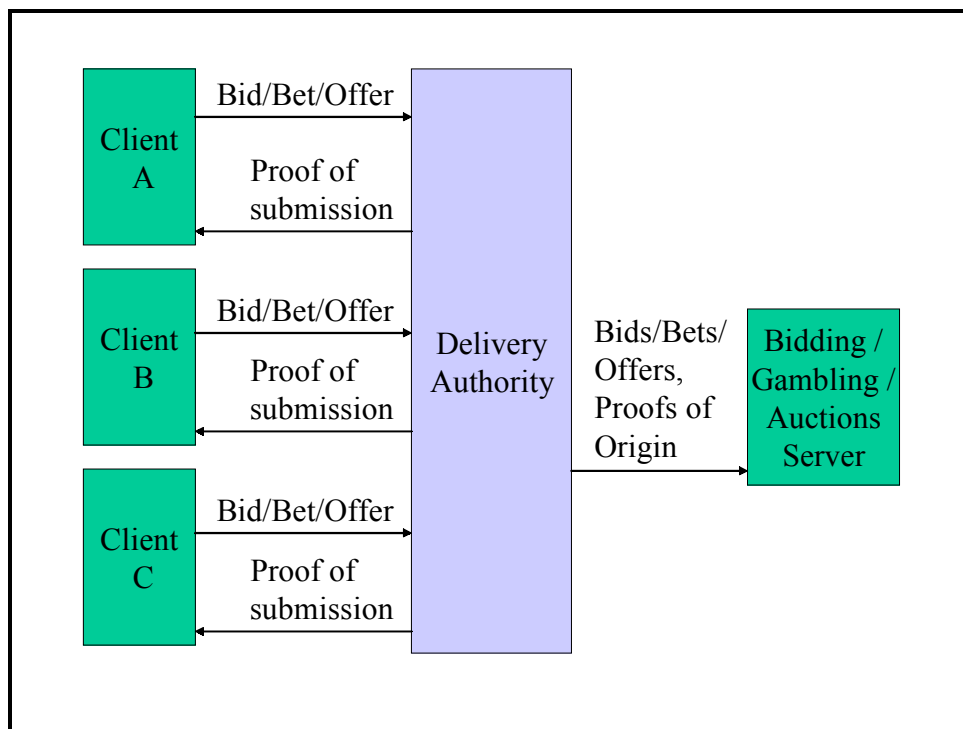 Client
A
Bid/Bet/Offer
Proof of
submission
Client
B
Bid/Bet/Offer
Proof of
submission
Client
C
Bid/Bet/Offer
Proof of
submission
Delivery
Authority
Bids/Bets/
Offers,
Proofs of
Origin
Bidding /
Gambling /
Auctions
Server